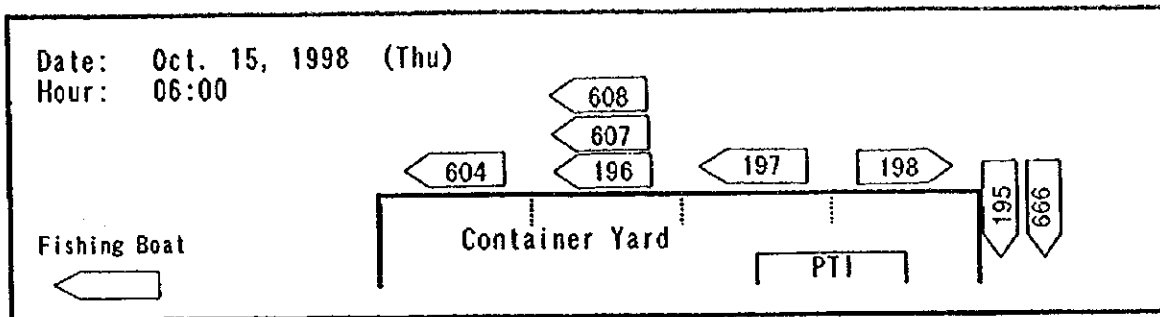 Date: Oct. 15, 1998 (Thu)
Hour: 06:00
608
607
604
196
197
198
195
666
Container Yard
Fishing Boat
PTI